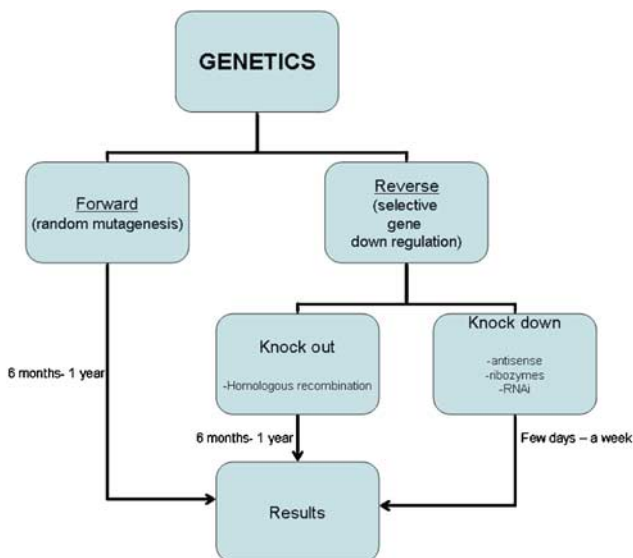 GENETICS
Forward
(random mutagenesis)
Reverse
(selective
gene
down regulation)
Knock out
-Homologous recombination
Knock down
-antisense
-ribozymes
-RNAi
6 months- 1 year
6 months- 1 year
Few days – a week
Results